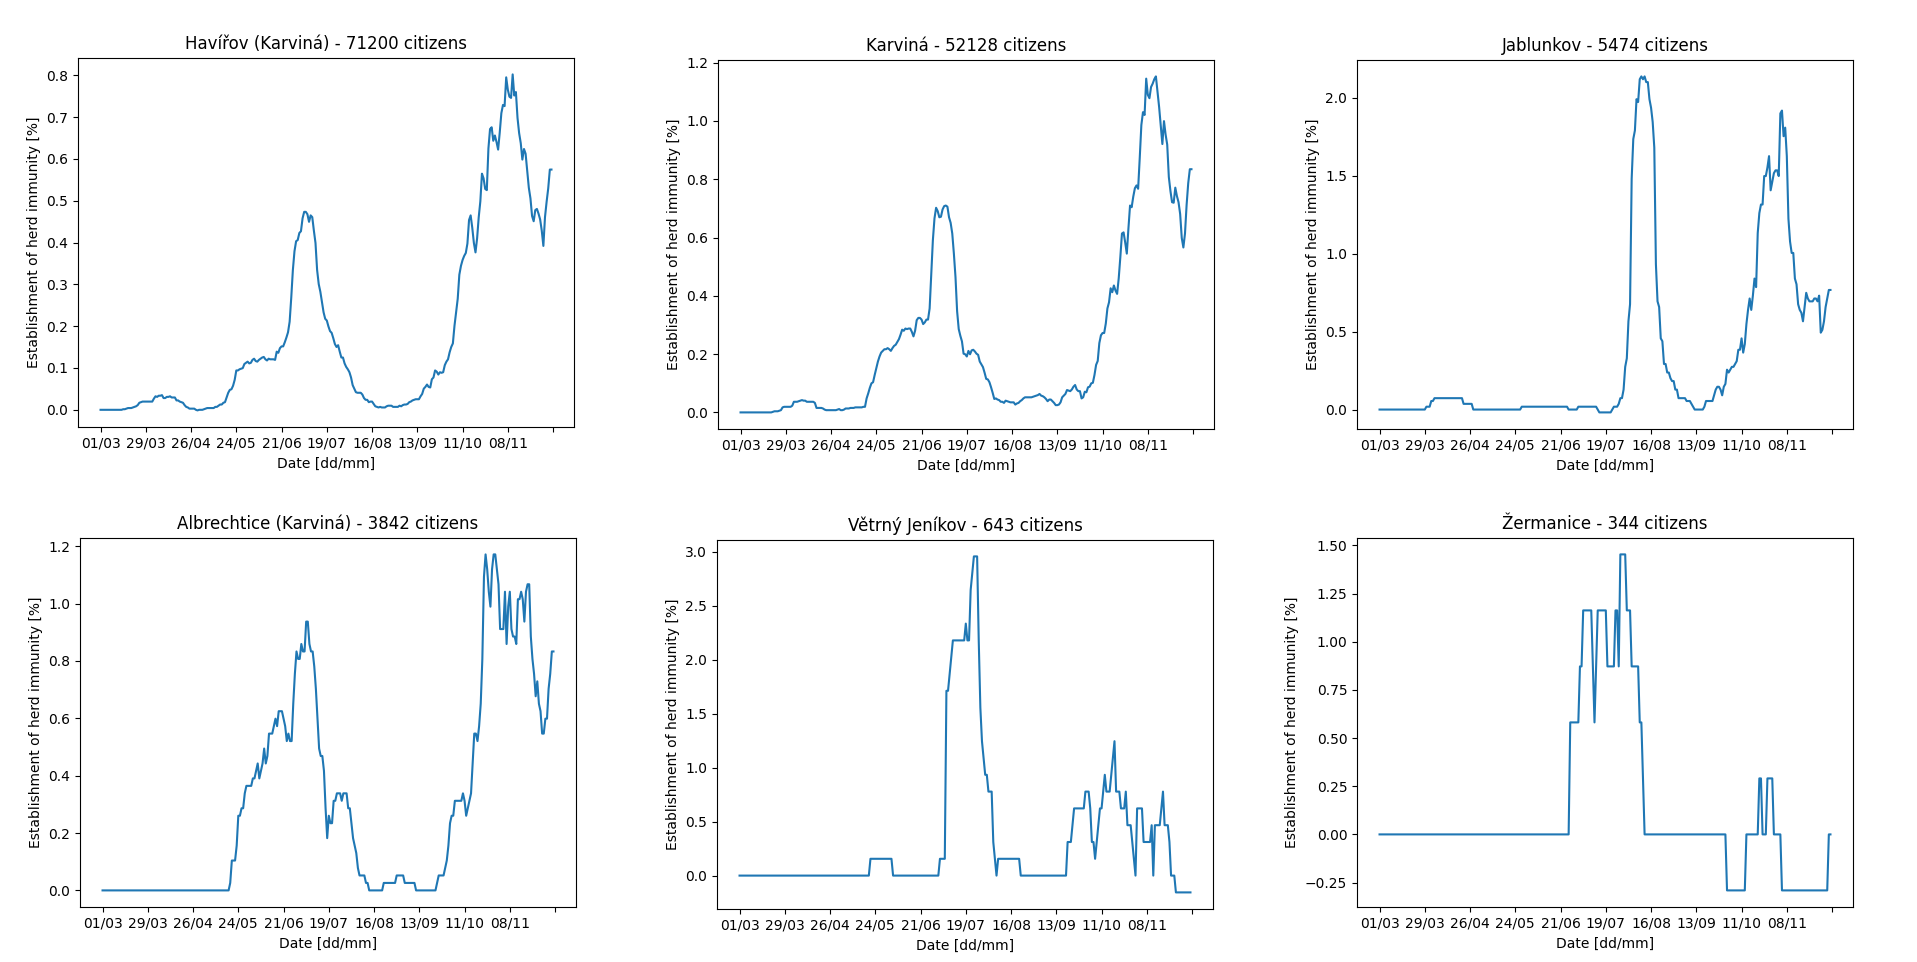 Havířov (Karviná) - 71200 citizens
Establishment of herd immunity [%]
0.8
0.7
0.6
0.5
0.4
0.3
0.2
0.1
0.0
01/03 29/03 26/04 24/05 21/06 19/07 16/08 13/09 11/10 08/11
Date [dd/mm]
Karviná - 52128 citizens
Establishment of herd immunity [%]
1.2
1.0
0.8
0.6
0.4
0.2
0.0
01/03 29/03 26/04 24/05 21/06 19/07 16/08 13/09 11/10 08/11
Date [dd/mm]
Jablunkov - 5474 citizens
Establishment of herd immunity [%]
2.0
1.5
1.0
0.5
0.0
01/03 29/03 26/04 24/05 21/06 19/07 16/08 13/09 11/10 08/11
Date [dd/mm]
Albrechtice (Karviná) - 3842 citizens
Establishment of herd immunity [%]
1.2
1.0
0.8
0.6
0.4
0.2
0.0
01/03 29/03 26/04 24/05 21/06 19/07 16/08 13/09 11/10 08/11
Date [dd/mm]
Větrný Jeníkov - 643 citizens
Establishment of herd immunity [%]
3.0
2.5
2.0
1.5
1.0
0.5
0.0
01/03 29/03 26/04 24/05 21/06 19/07 16/08 13/09 11/10 08/11
Date [dd/mm]
Žermanice - 344 citizens
Establishment of herd immunity [%]
1.50
1.25
1.00
0.75
0.50
0.25
0.00
−0.25
01/03 29/03 26/04 24/05 21/06 19/07 16/08 13/09 11/10 08/11
Date [dd/mm]